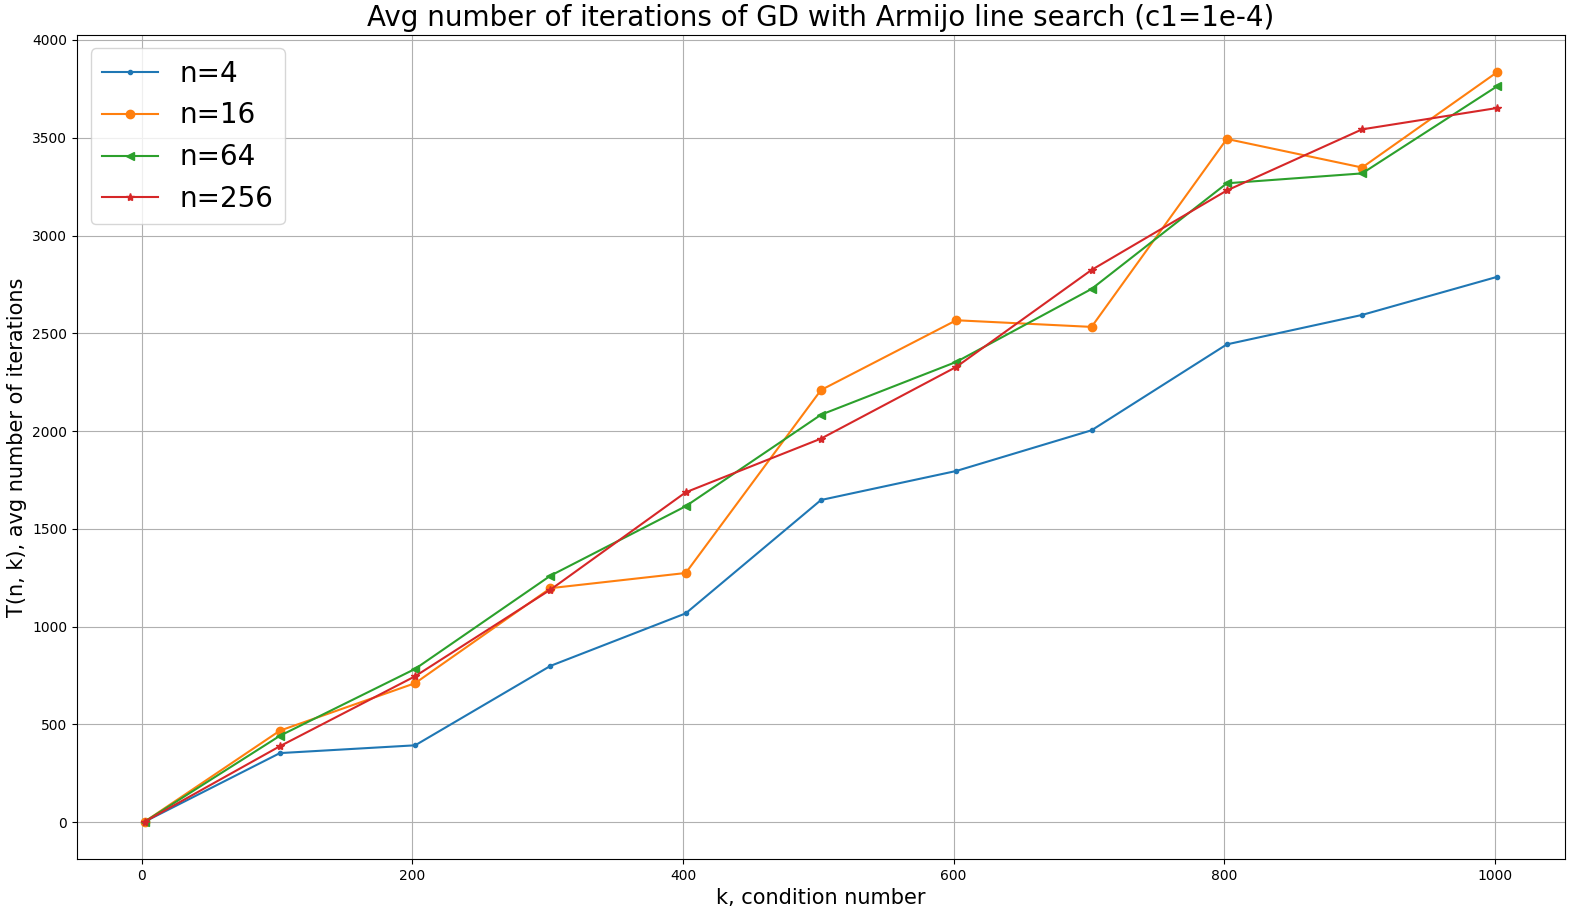 Avg number of iterations of GD with Armijo line search (c1=1e-4)
n=4
n=16
n=64
n=256
T(n, k), avg number of iterations
4000
3500
3000
2500
2000
1500
1000
500
0
0 200 400 600 800 1000
k, condition number